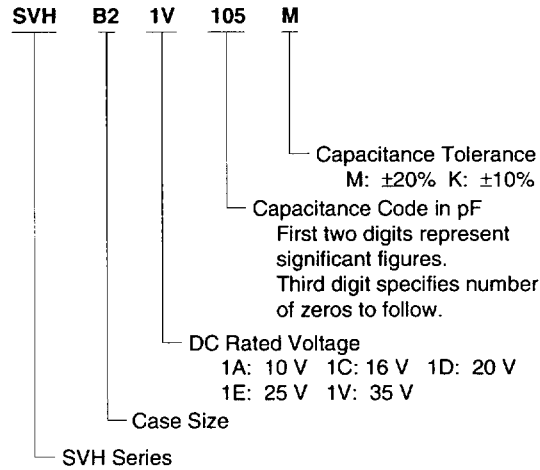 SVH B2 1V 105 M
Capacitance Tolerance
M: ±20% K: ±10%
Capacitance Code in pF
First two digits represent
significant figures.
Third digit specifies number
of zeros to follow.
DC Rated Voltage
1A: 10 V 1C: 16 V 1D: 20 V
1E: 25 V 1V: 35 V
Case Size
SVH Series